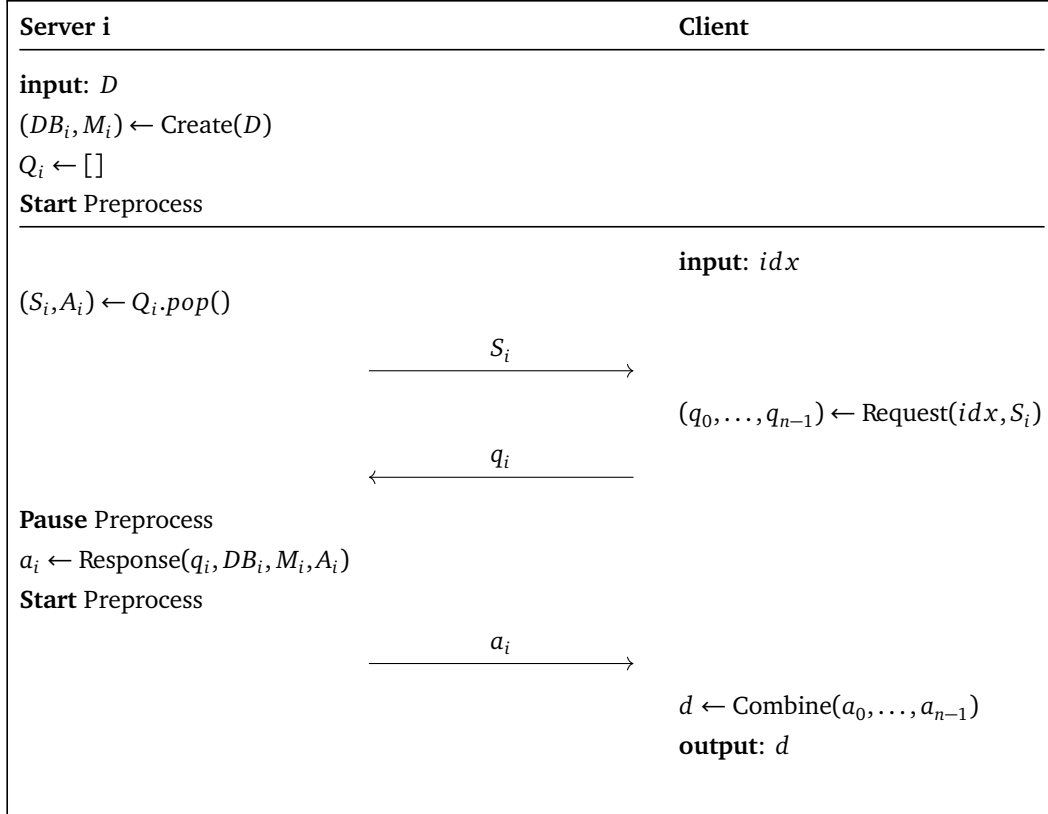 Server i Client
input: D
(DB_i, M_i) ← Create(D)
Q_i ← []
Start Preprocess
input: idx
(S_i, A_i) ← Q_i.pop()
S_i
(q_0, ..., q_{n−1}) ← Request(idx, S_i)
q_i
Pause Preprocess
a_i ← Response(q_i, DB_i, M_i, A_i)
Start Preprocess
a_i
d ← Combine(a_0, ..., a_{n−1})
output: d